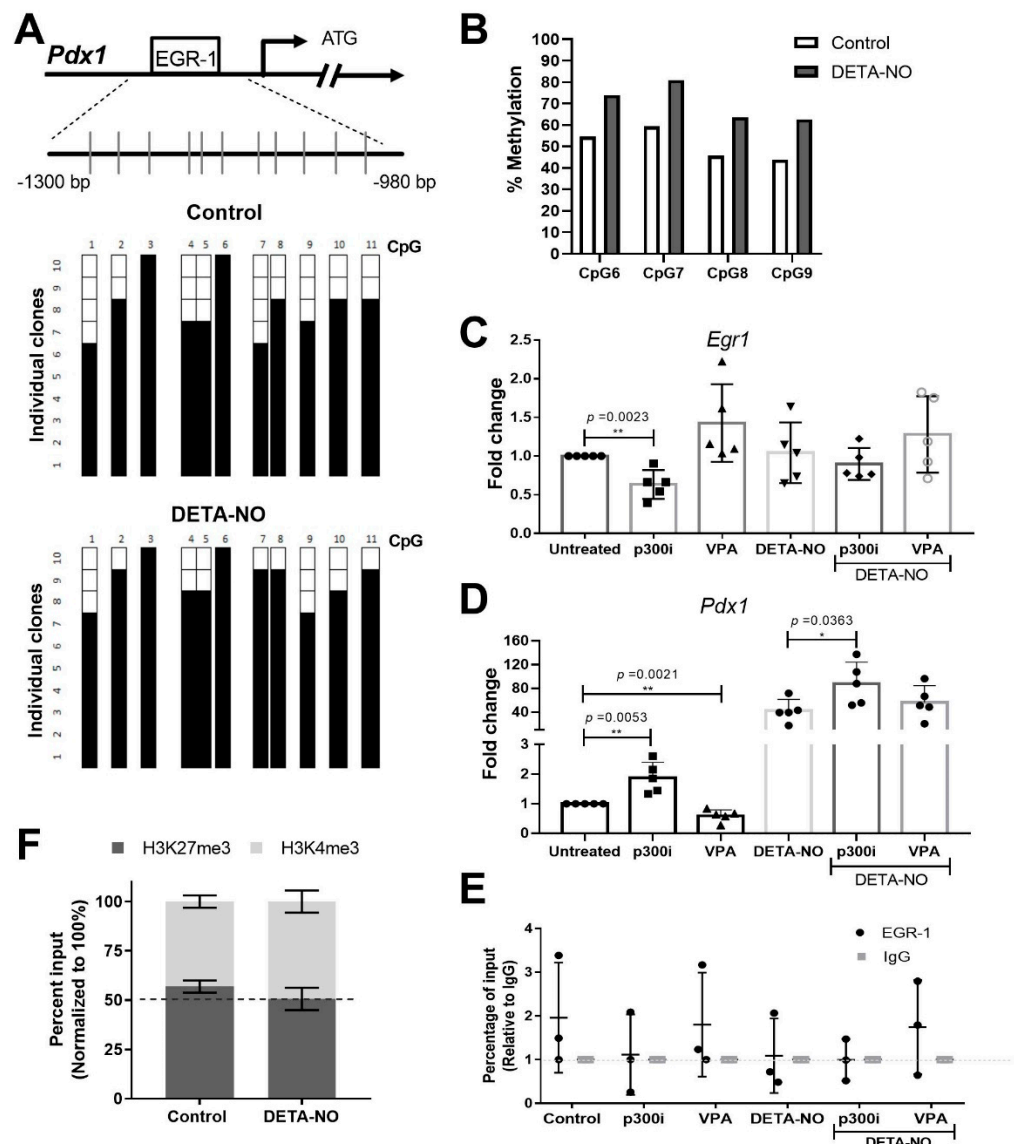 A
Pdx1
EGR-1
ATG
-1300 bp
-980 bp
Control
1 2 3 4 5 6 7 8 9 10 11 CpG
Individual clones
10
9
8
7
6
5
4
3
2
1
DETA-NO
1 2 3 4 5 6 7 8 9 10 11 CpG
Individual clones
10
9
8
7
6
5
4
3
2
1
B
% Methylation
100
90
80
70
60
50
40
30
20
10
0
CpG6 CpG7 CpG8 CpG9
Control
DETA-NO
C
Egr1
Fold change
2.5
2.0
1.5
1.0
0.5
0.0
p =0.0023
**
Untreated p300i VPA DETA-NO p300i VPA
DETA-NO
D
Pdx1
Fold change
160
120
80
40
3
2
1
0
p =0.0363
*
p =0.0021
**
p =0.0053
**
Untreated p300i VPA DETA-NO p300i VPA
DETA-NO
F
H3K27me3 H3K4me3
Percent input
(Normalized to 100%)
100
75
50
25
0
Control DETA-NO
E
Percentage of input
(Relative to IgG)
4
3
2
1
0
EGR-1
IgG
Control p300i VPA DETA-NO p300i VPA
DETA-NO